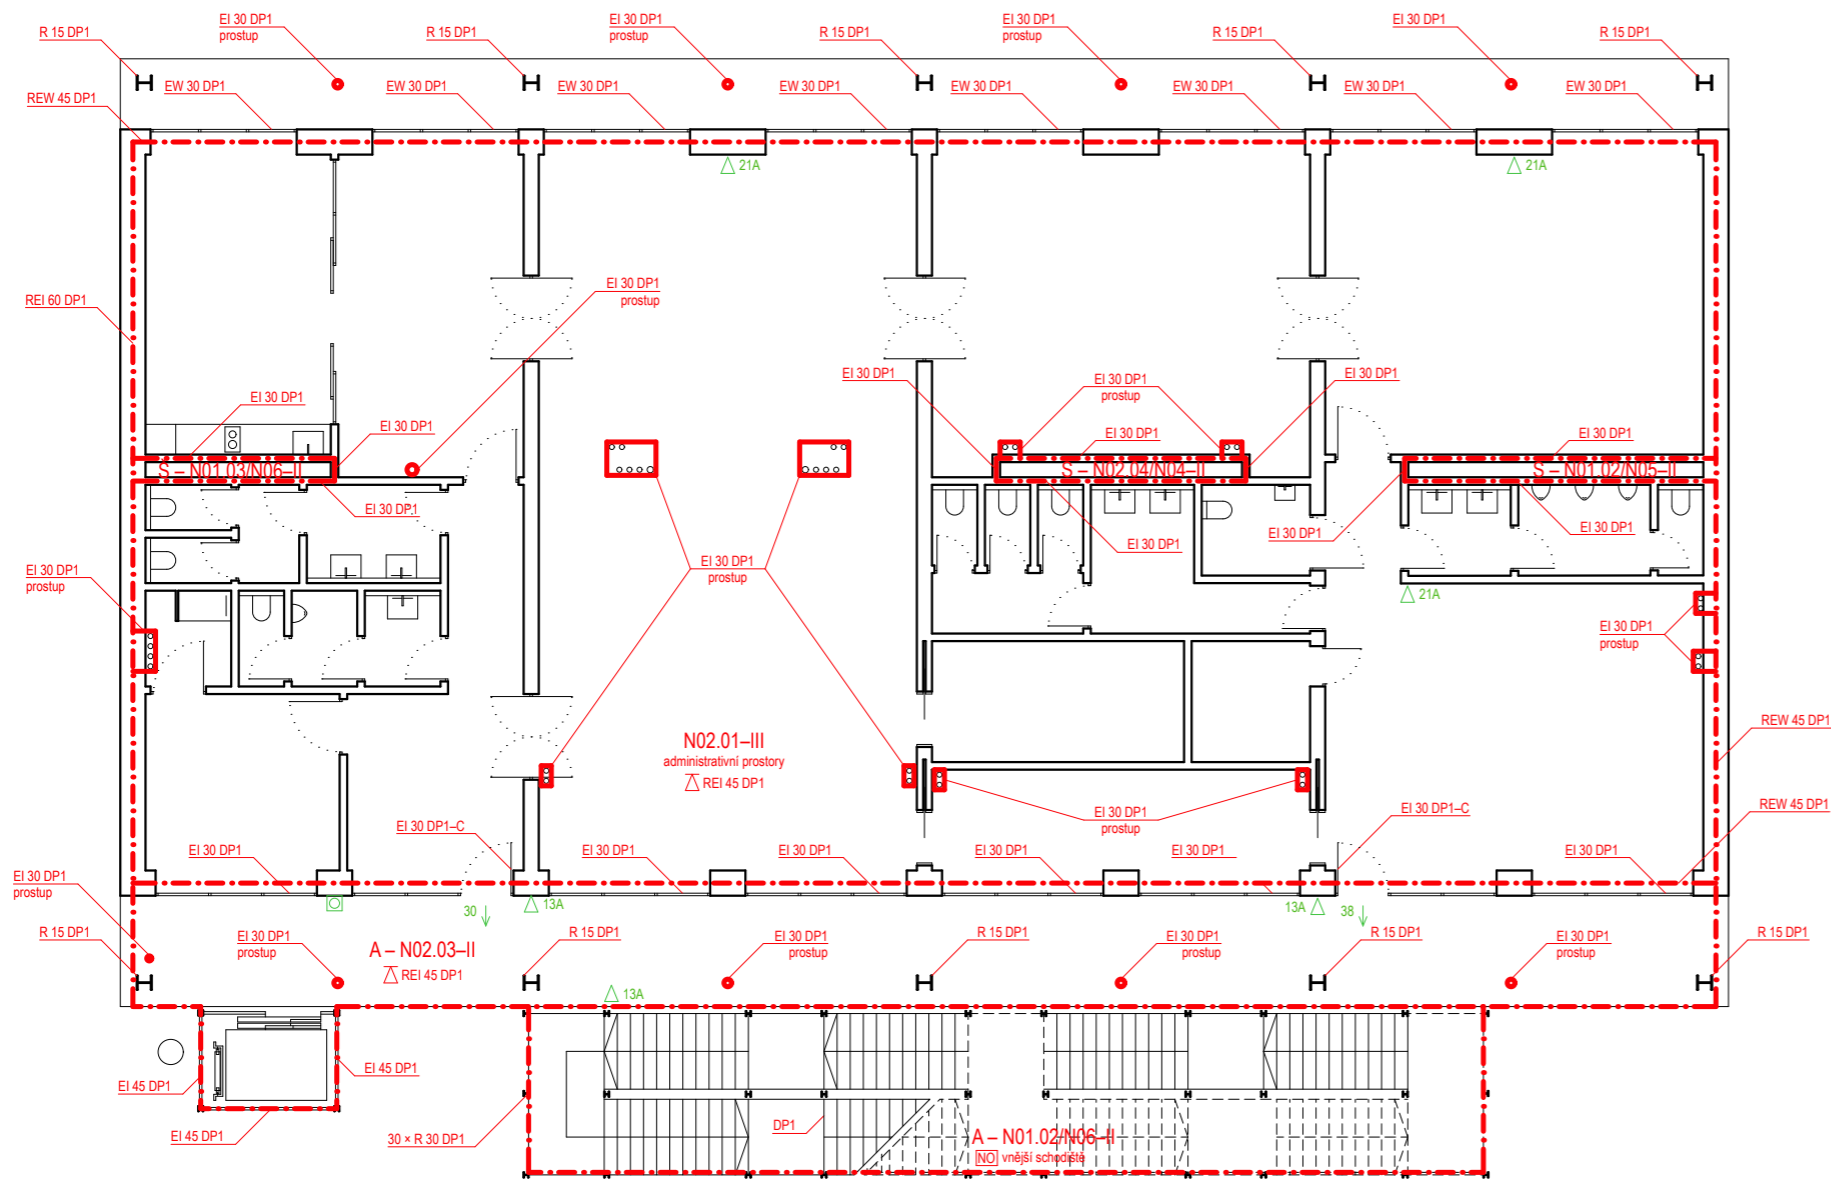 EI 30 DP1
prostup
EI 30 DP1
prostup
EI 30 DP1
prostup
EI 30 DP1
prostup
R 15 DP1
R 15 DP1
R 15 DP1
R 15 DP1
R 15 DP1
REW 45 DP1
EW 30 DP1
EW 30 DP1
EW 30 DP1
EW 30 DP1
EW 30 DP1
EW 30 DP1
EW 30 DP1
EW 30 DP1
21A
21A
REI 60 DP1
EI 30 DP1
prostup
EI 30 DP1
EI 30 DP1
EI 30 DP1
prostup
EI 30 DP1
EI 30 DP1
EI 30 DP1
EI 30 DP1
EI 30 DP1
S – N01.03/N06–II
S – N02.04/N04–II
S – N01.02/N05–II
EI 30 DP1
EI 30 DP1
EI 30 DP1
EI 30 DP1
EI 30 DP1
prostup
EI 30 DP1
prostup
21A
EI 30 DP1
prostup
N02.01–III
administrativní prostory
REI 45 DP1
REW 45 DP1
EI 30 DP1–C
EI 30 DP1
prostup
EI 30 DP1–C
REW 45 DP1
EI 30 DP1
EI 30 DP1
EI 30 DP1
EI 30 DP1
EI 30 DP1
EI 30 DP1
EI 30 DP1
prostup
30
13A
13A
38
R 15 DP1
EI 30 DP1
prostup
A – N02.03–II
REI 45 DP1
R 15 DP1
EI 30 DP1
prostup
R 15 DP1
EI 30 DP1
prostup
R 15 DP1
EI 30 DP1
prostup
R 15 DP1
13A
EI 45 DP1
EI 45 DP1
EI 45 DP1
30 × R 30 DP1
DP1
A – N01.02/N06–II
NO vnější schodiště